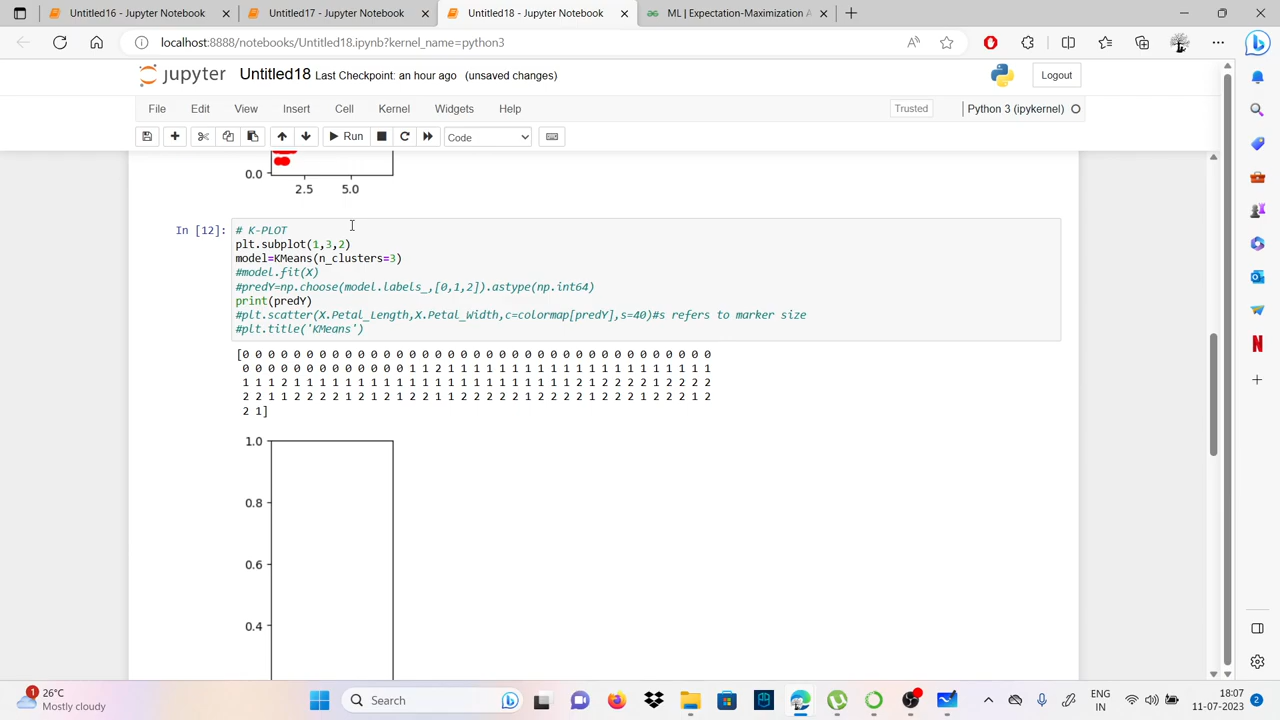 Untitled16 - Jupyter Notebook
Untitled17 - Jupyter Notebook
Untitled18 - Jupyter Notebook
ML | Expectation-Maximization A
localhost:8888/notebooks/Untitled18.ipynb?kernel_name=python3
jupyter Untitled18 Last Checkpoint: an hour ago (unsaved changes)
Logout
File Edit View Insert Cell Kernel Widgets Help
Trusted
Python 3 (ipykernel)
Run
Code
0.0
2.5 5.0
In [12]:
# K-PLOT
plt.subplot(1,3,2)
model=KMeans(n_clusters=3)
#model.fit(X)
#predY=np.choose(model.labels_,[0,1,2]).astype(np.int64)
print(predY)
#plt.scatter(X.Petal_Length,X.Petal_Width,c=colormap[predY],s=40)#s refers to marker size
#plt.title('KMeans')
[0 0 0 0 0 0 0 0 0 0 0 0 0 0 0 0 0 0 0 0 0 0 0 0 0 0 0 0 0 0 0 0 0 0 0 0 0
0 0 0 0 0 0 0 0 0 0 0 0 0 1 1 2 1 1 1 1 1 1 1 1 1 1 1 1 1 1 1 1 1 1 1 1 1
1 1 1 2 1 1 1 1 1 1 1 1 1 1 1 1 1 1 1 1 1 1 1 1 1 1 2 1 2 2 2 2 1 2 2 2 2
2 2 1 1 2 2 2 2 1 2 1 2 1 2 2 1 1 2 2 2 2 2 1 2 2 2 2 1 2 2 2 1 2 2 2 1 2
2 1]
1.0
0.8
0.6
0.4
1
26°C
Mostly cloudy
Search
ENG
IN
18:07
11-07-2023
2